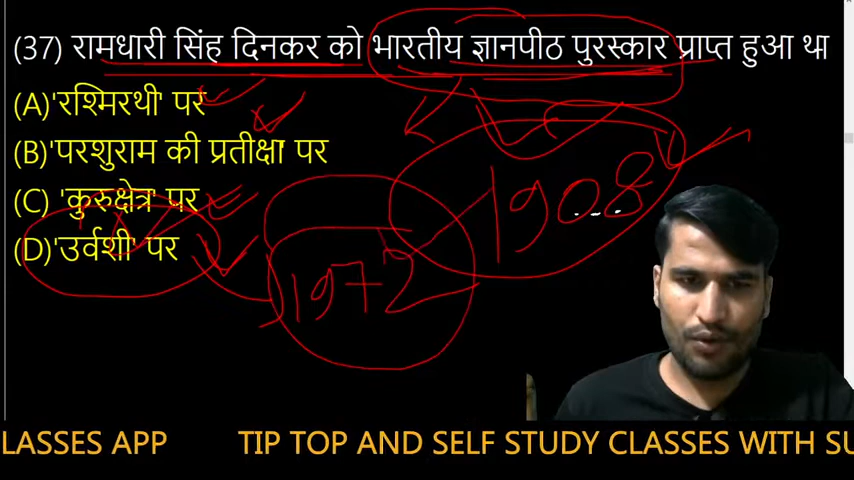 (37) रामधारी सिंह दिनकर को भारतीय ज्ञानपीठ पुरस्कार प्राप्त हुआ था
(A)'रश्मिरथी' पर
(B)'परशुराम की प्रतीक्षा' पर
(C) 'कुरुक्षेत्र' पर
(D)'उर्वशी' पर
1908
1972
LASSES APP TIP TOP AND SELF STUDY CLASSES WITH SU